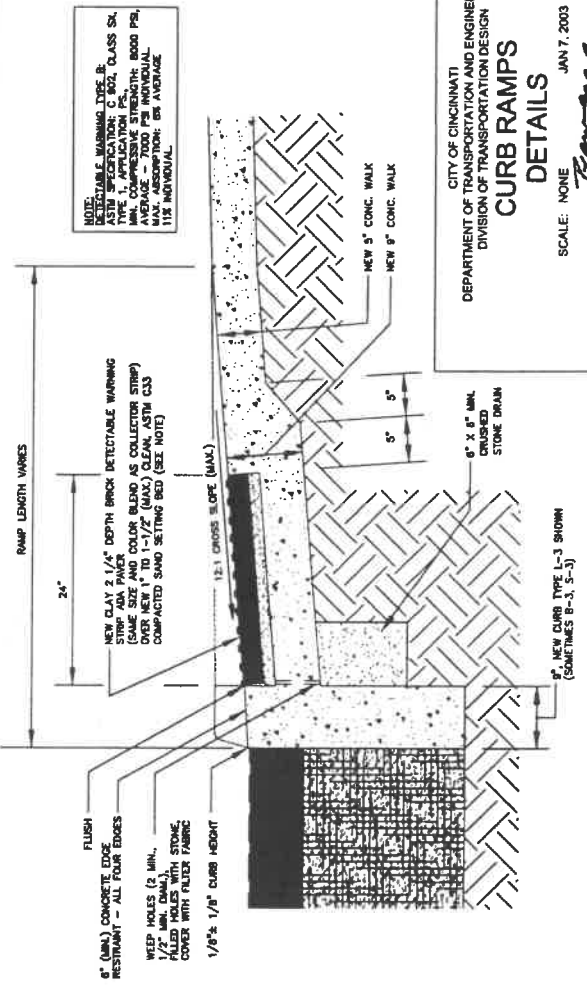 NOTE:
DETECTABLE WARNING TYPE B:
ASTM SPECIFICATION: C 902, CLASS SX,
TYPE 1, APPLICATION PS.,
MIN. COMPRESSIVE STRENGTH: 8000 PSI,
AVERAGE - 7000 PSI INDIVIDUAL
MAX. ABSORPTION: 8% AVERAGE
11% INDIVIDUAL
RAMP LENGTH VARIES
24"
NEW CLAY 2 1/4" DEPTH BRICK DETECTABLE WARNING
STRIP ADA PAVER
(SAME SIZE AND COLOR BLEND AS COLLECTOR STRIP)
OVER NEW 1" TO 1-1/2" (MAX.) CLEAN, ASTM C33
COMPACTED SAND SETTING BED (SEE NOTE)
12:1 CROSS SLOPE (MAX.)
FLUSH
6" (MIN.) CONCRETE EDGE
RESTRAINT - ALL FOUR EDGES
WEEP HOLES (2 MIN.,
1/2" MIN. DIAM.),
FILLED HOLES WITH STONE,
COVER WITH FILTER FABRIC
1/8"± 1/8" CURB HEIGHT
NEW 5" CONC. WALK
NEW 9" CONC. WALK
5"
5"
6" X 8" MIN.
CRUSHED
STONE DRAIN
9", NEW CURB TYPE L-3 SHOWN
(SOMETIMES B-3, S-3)
CITY OF CINCINNATI
DEPARTMENT OF TRANSPORTATION AND ENGINEE
DIVISION OF TRANSPORTATION DESIGN
CURB RAMPS
DETAILS
SCALE: NONE JAN 7, 2003